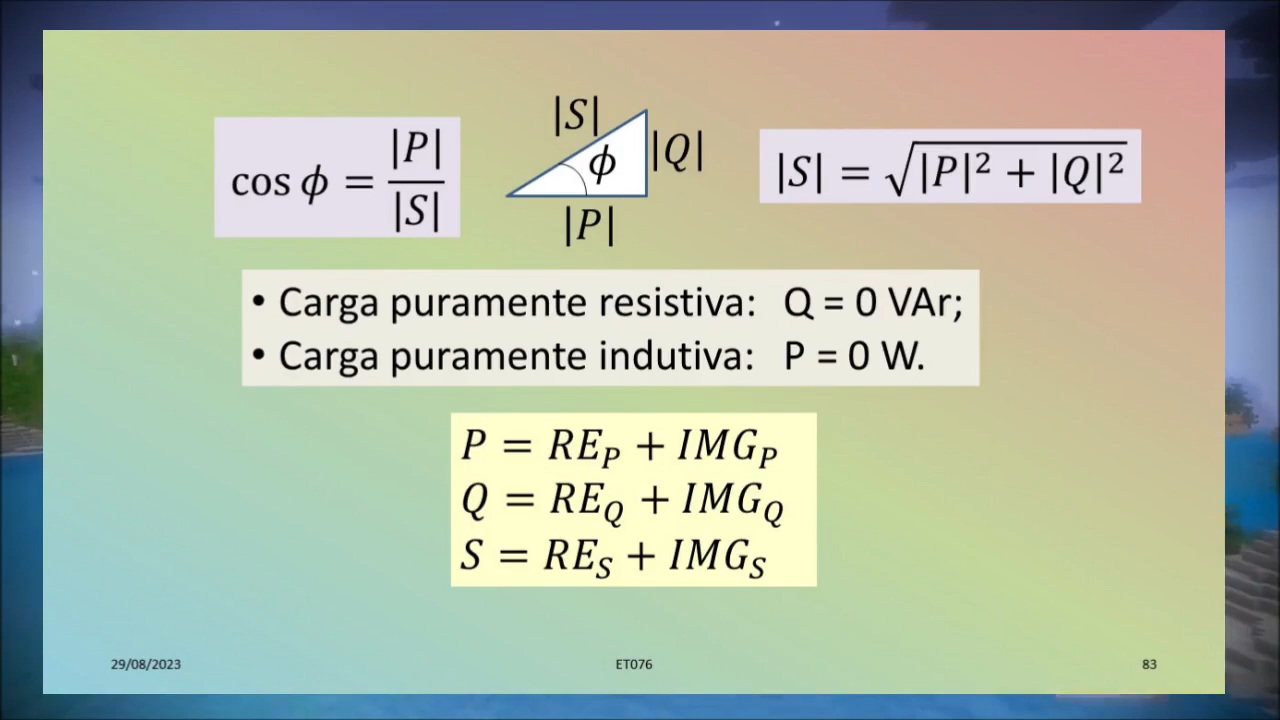 cos ϕ = |P| / |S|
|S|
ϕ
|Q|
|P|
|S| = √|P|² + |Q|²
• Carga puramente resistiva: Q = 0 VAr;
• Carga puramente indutiva: P = 0 W.
P = RE_P + IMG_P
Q = RE_Q + IMG_Q
S = RE_S + IMG_S
29/08/2023 ET076 83